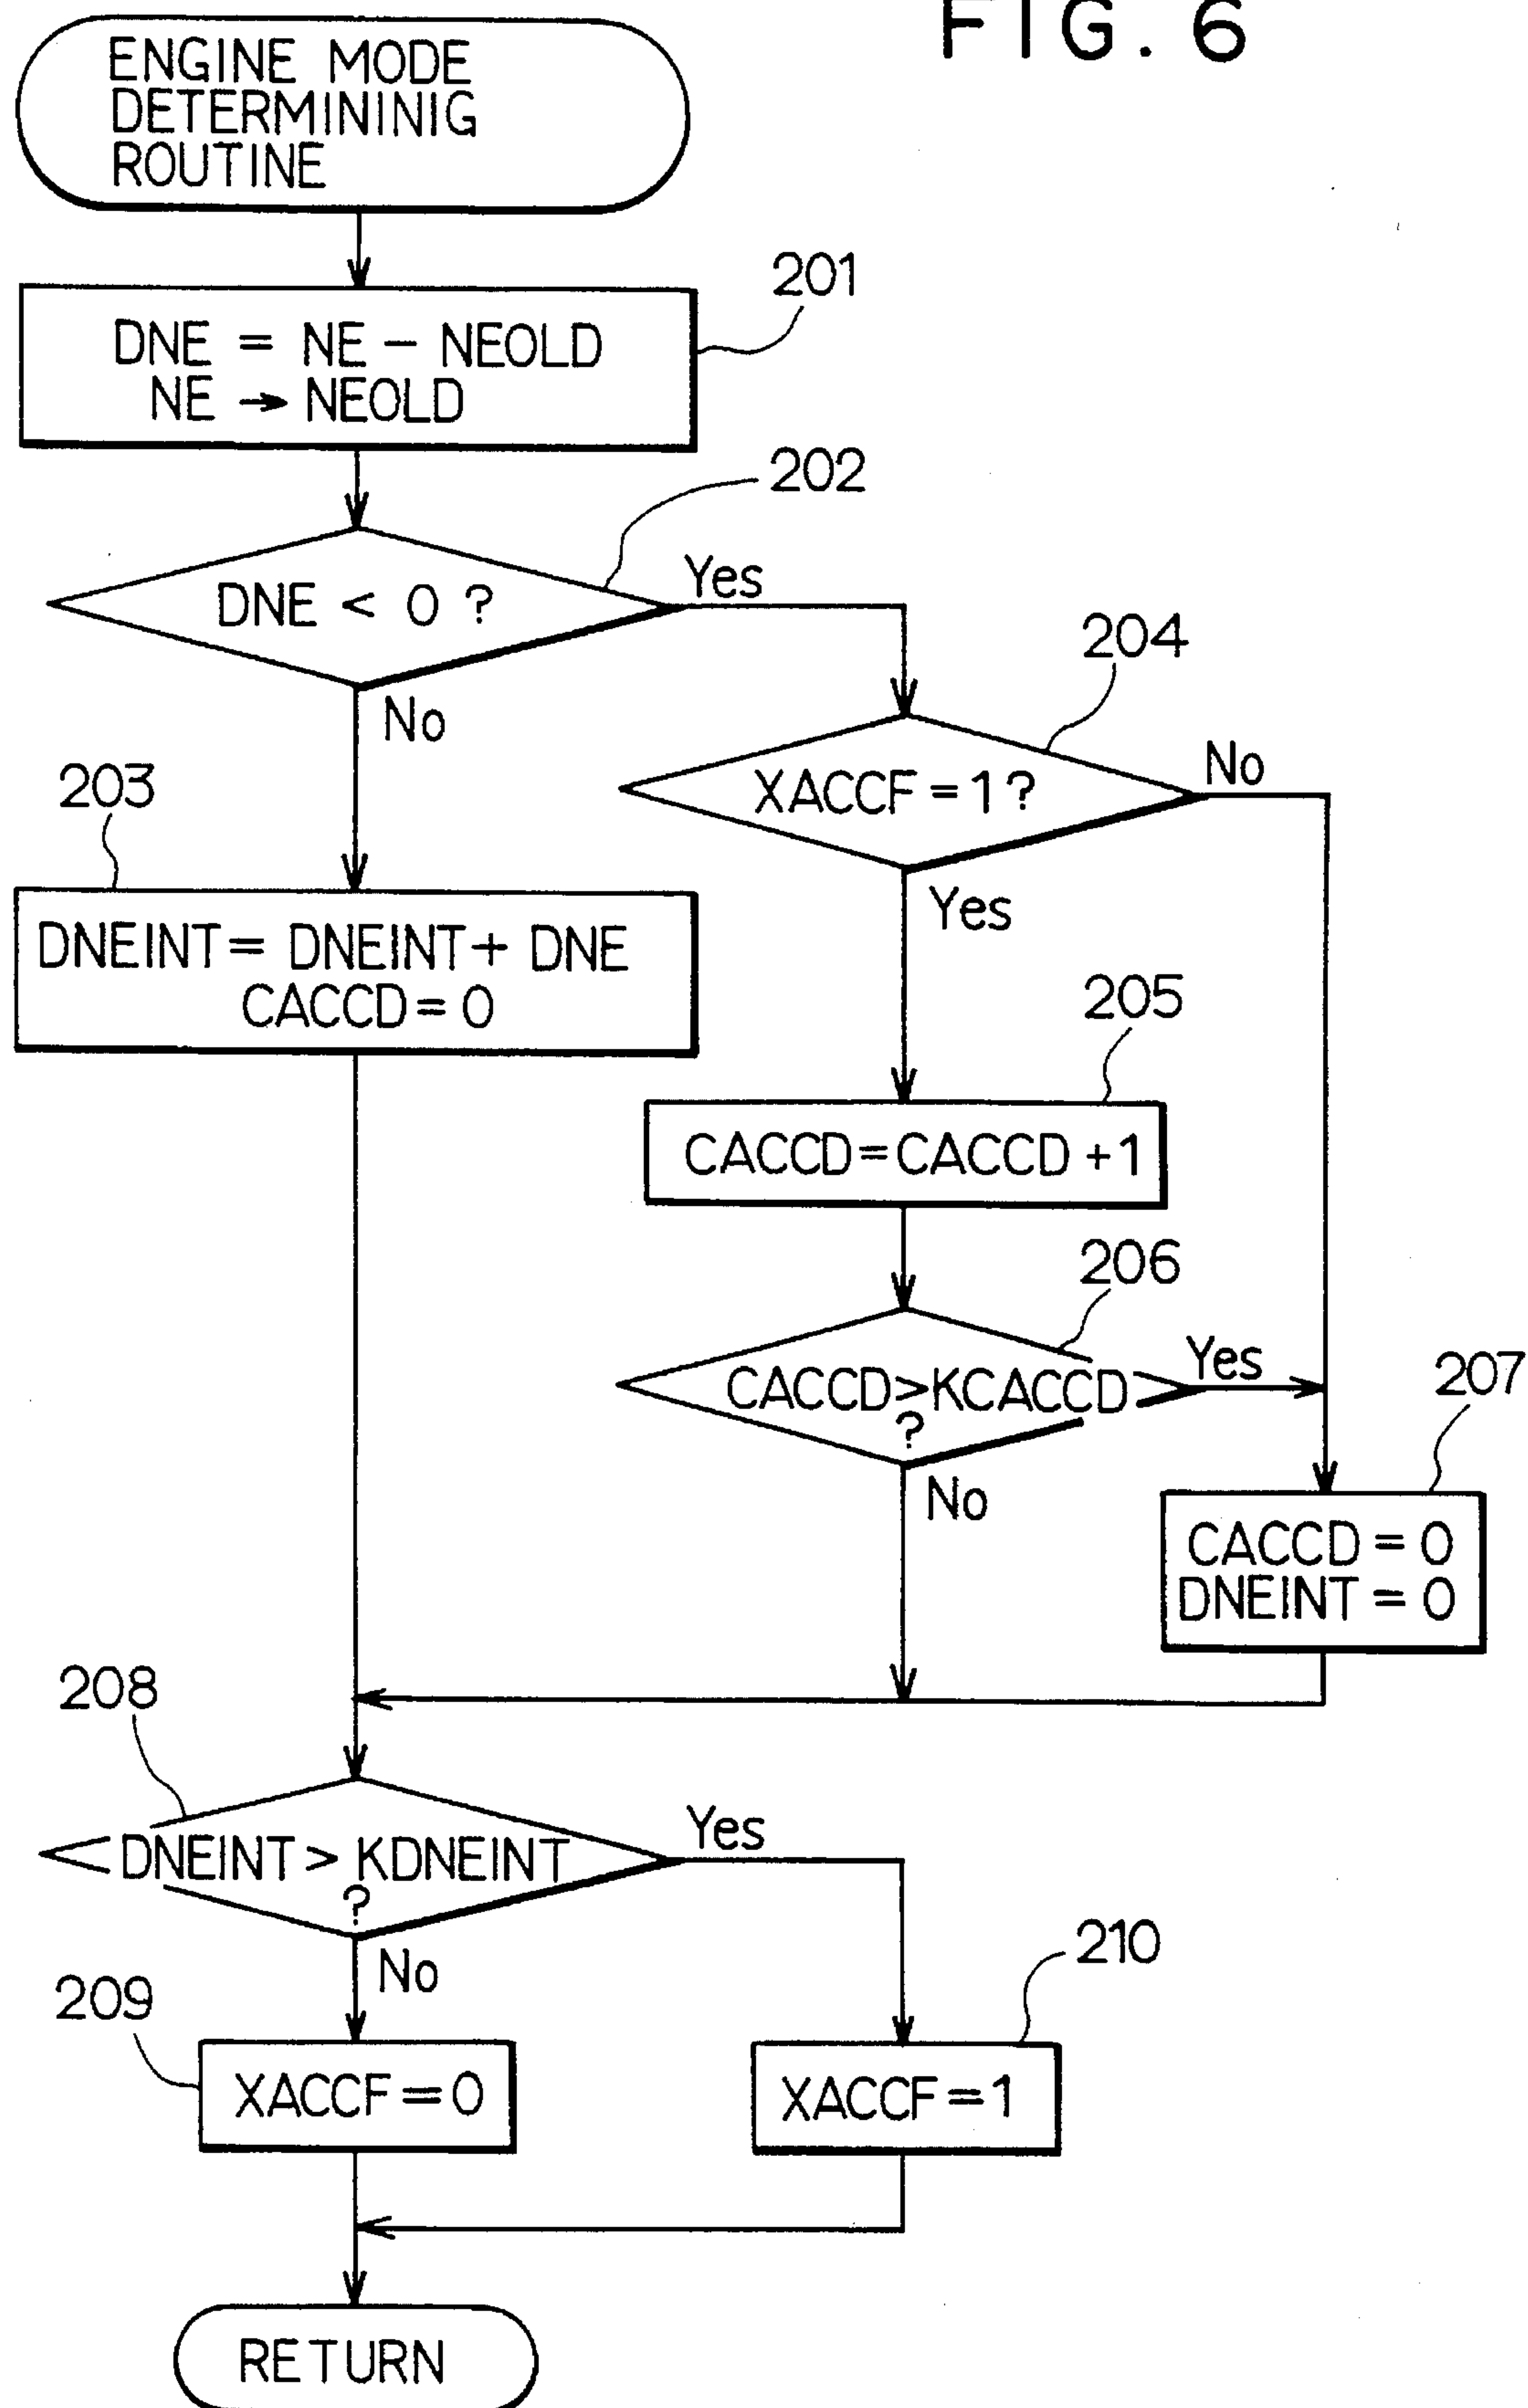 FIG. 6
ENGINE MODE
DETERMININIG
ROUTINE
201
DNE = NE - NEOLD
NE → NEOLD
202
DNE < 0 ?
Yes
No
204
XACCF = 1 ?
No
Yes
203
DNEINT = DNEINT + DNE
CACCD = 0
205
CACCD = CACCD + 1
206
CACCD > KCACCD
?
Yes
No
207
CACCD = 0
DNEINT = 0
208
DNEINT > KDNEINT
?
Yes
No
209
XACCF = 0
210
XACCF = 1
RETURN